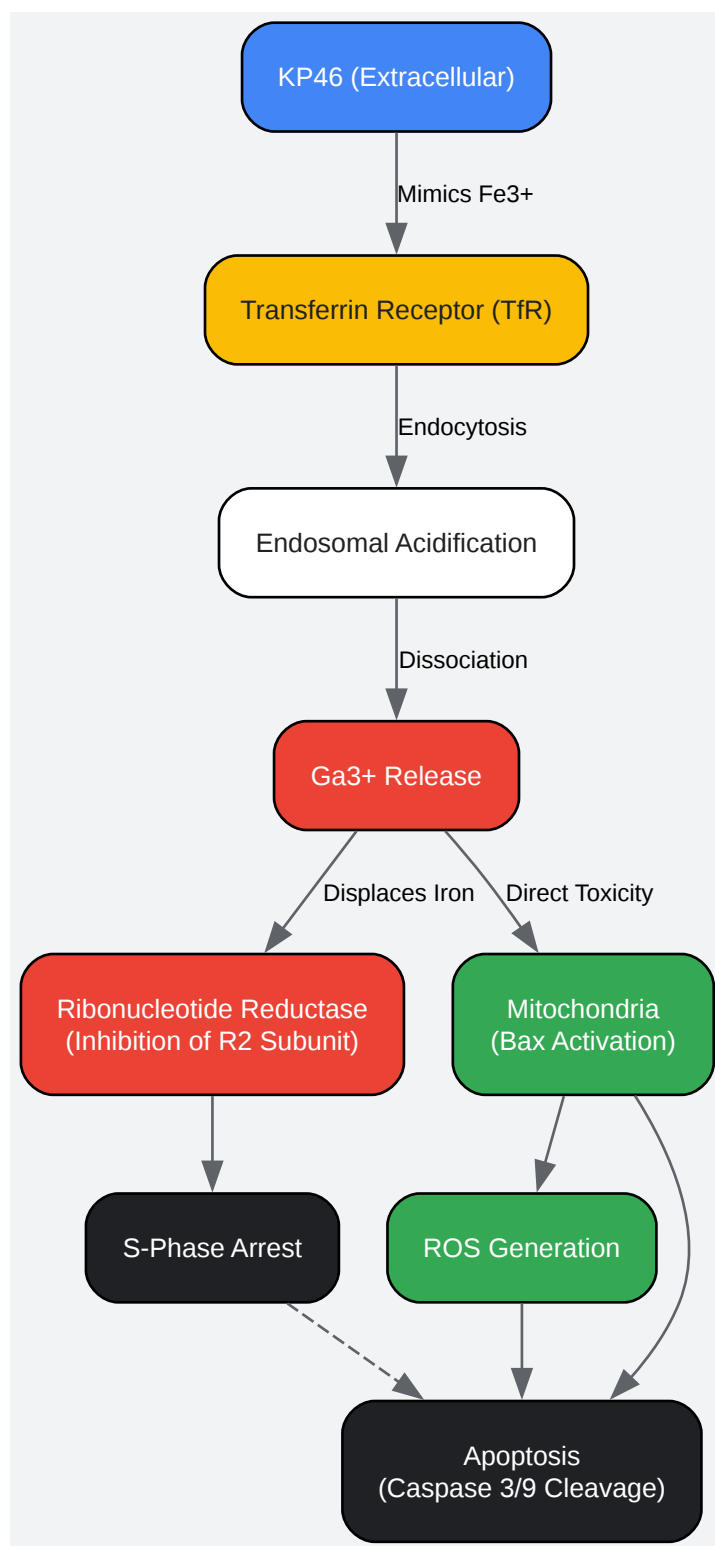 KP46 (Extracellular)
Mimics Fe3+
Transferrin Receptor (TfR)
Endocytosis
Endosomal Acidification
Dissociation
Ga3+ Release
Displaces Iron
Direct Toxicity
Ribonucleotide Reductase
(Inhibition of R2 Subunit)
Mitochondria
(Bax Activation)
S-Phase Arrest
ROS Generation
Apoptosis
(Caspase 3/9 Cleavage)